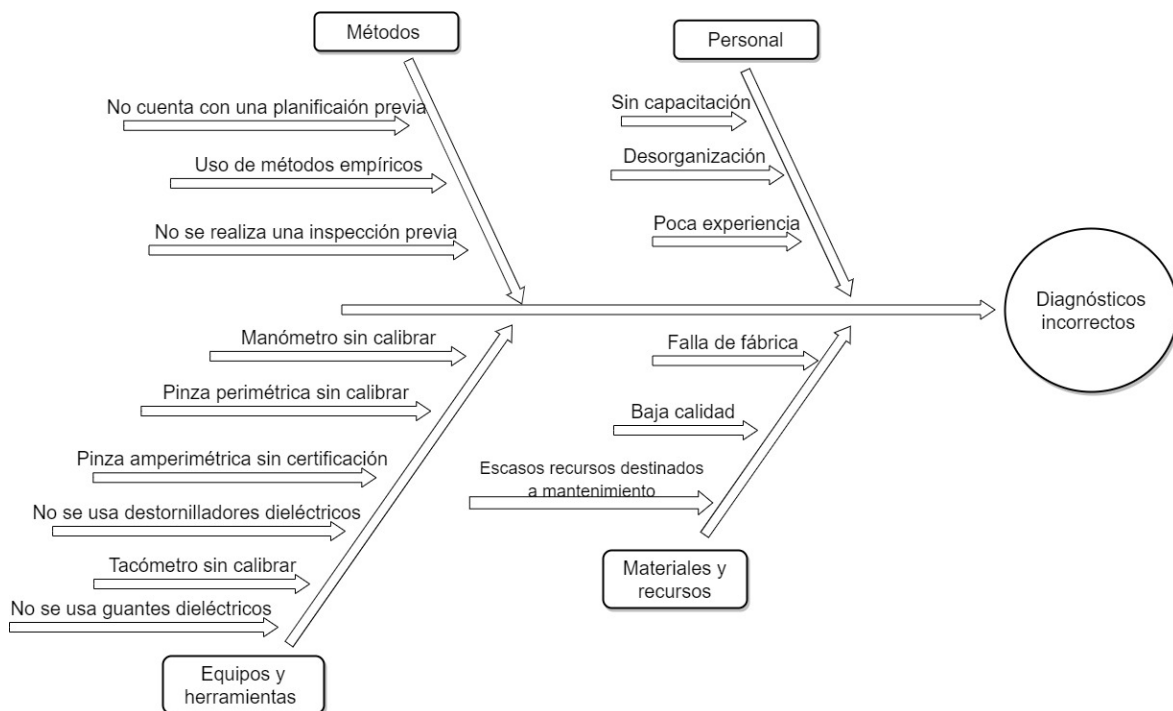 Métodos
Personal
No cuenta con una planificaión previa
Uso de métodos empíricos
No se realiza una inspección previa
Sin capacitación
Desorganización
Poca experiencia
Diagnósticos
incorrectos
Manómetro sin calibrar
Pinza perimétrica sin calibrar
Pinza amperimétrica sin certificación
No se usa destornilladores dieléctricos
Tacómetro sin calibrar
No se usa guantes dieléctricos
Equipos y
herramientas
Falla de fábrica
Baja calidad
Escasos recursos destinados
a mantenimiento
Materiales y
recursos